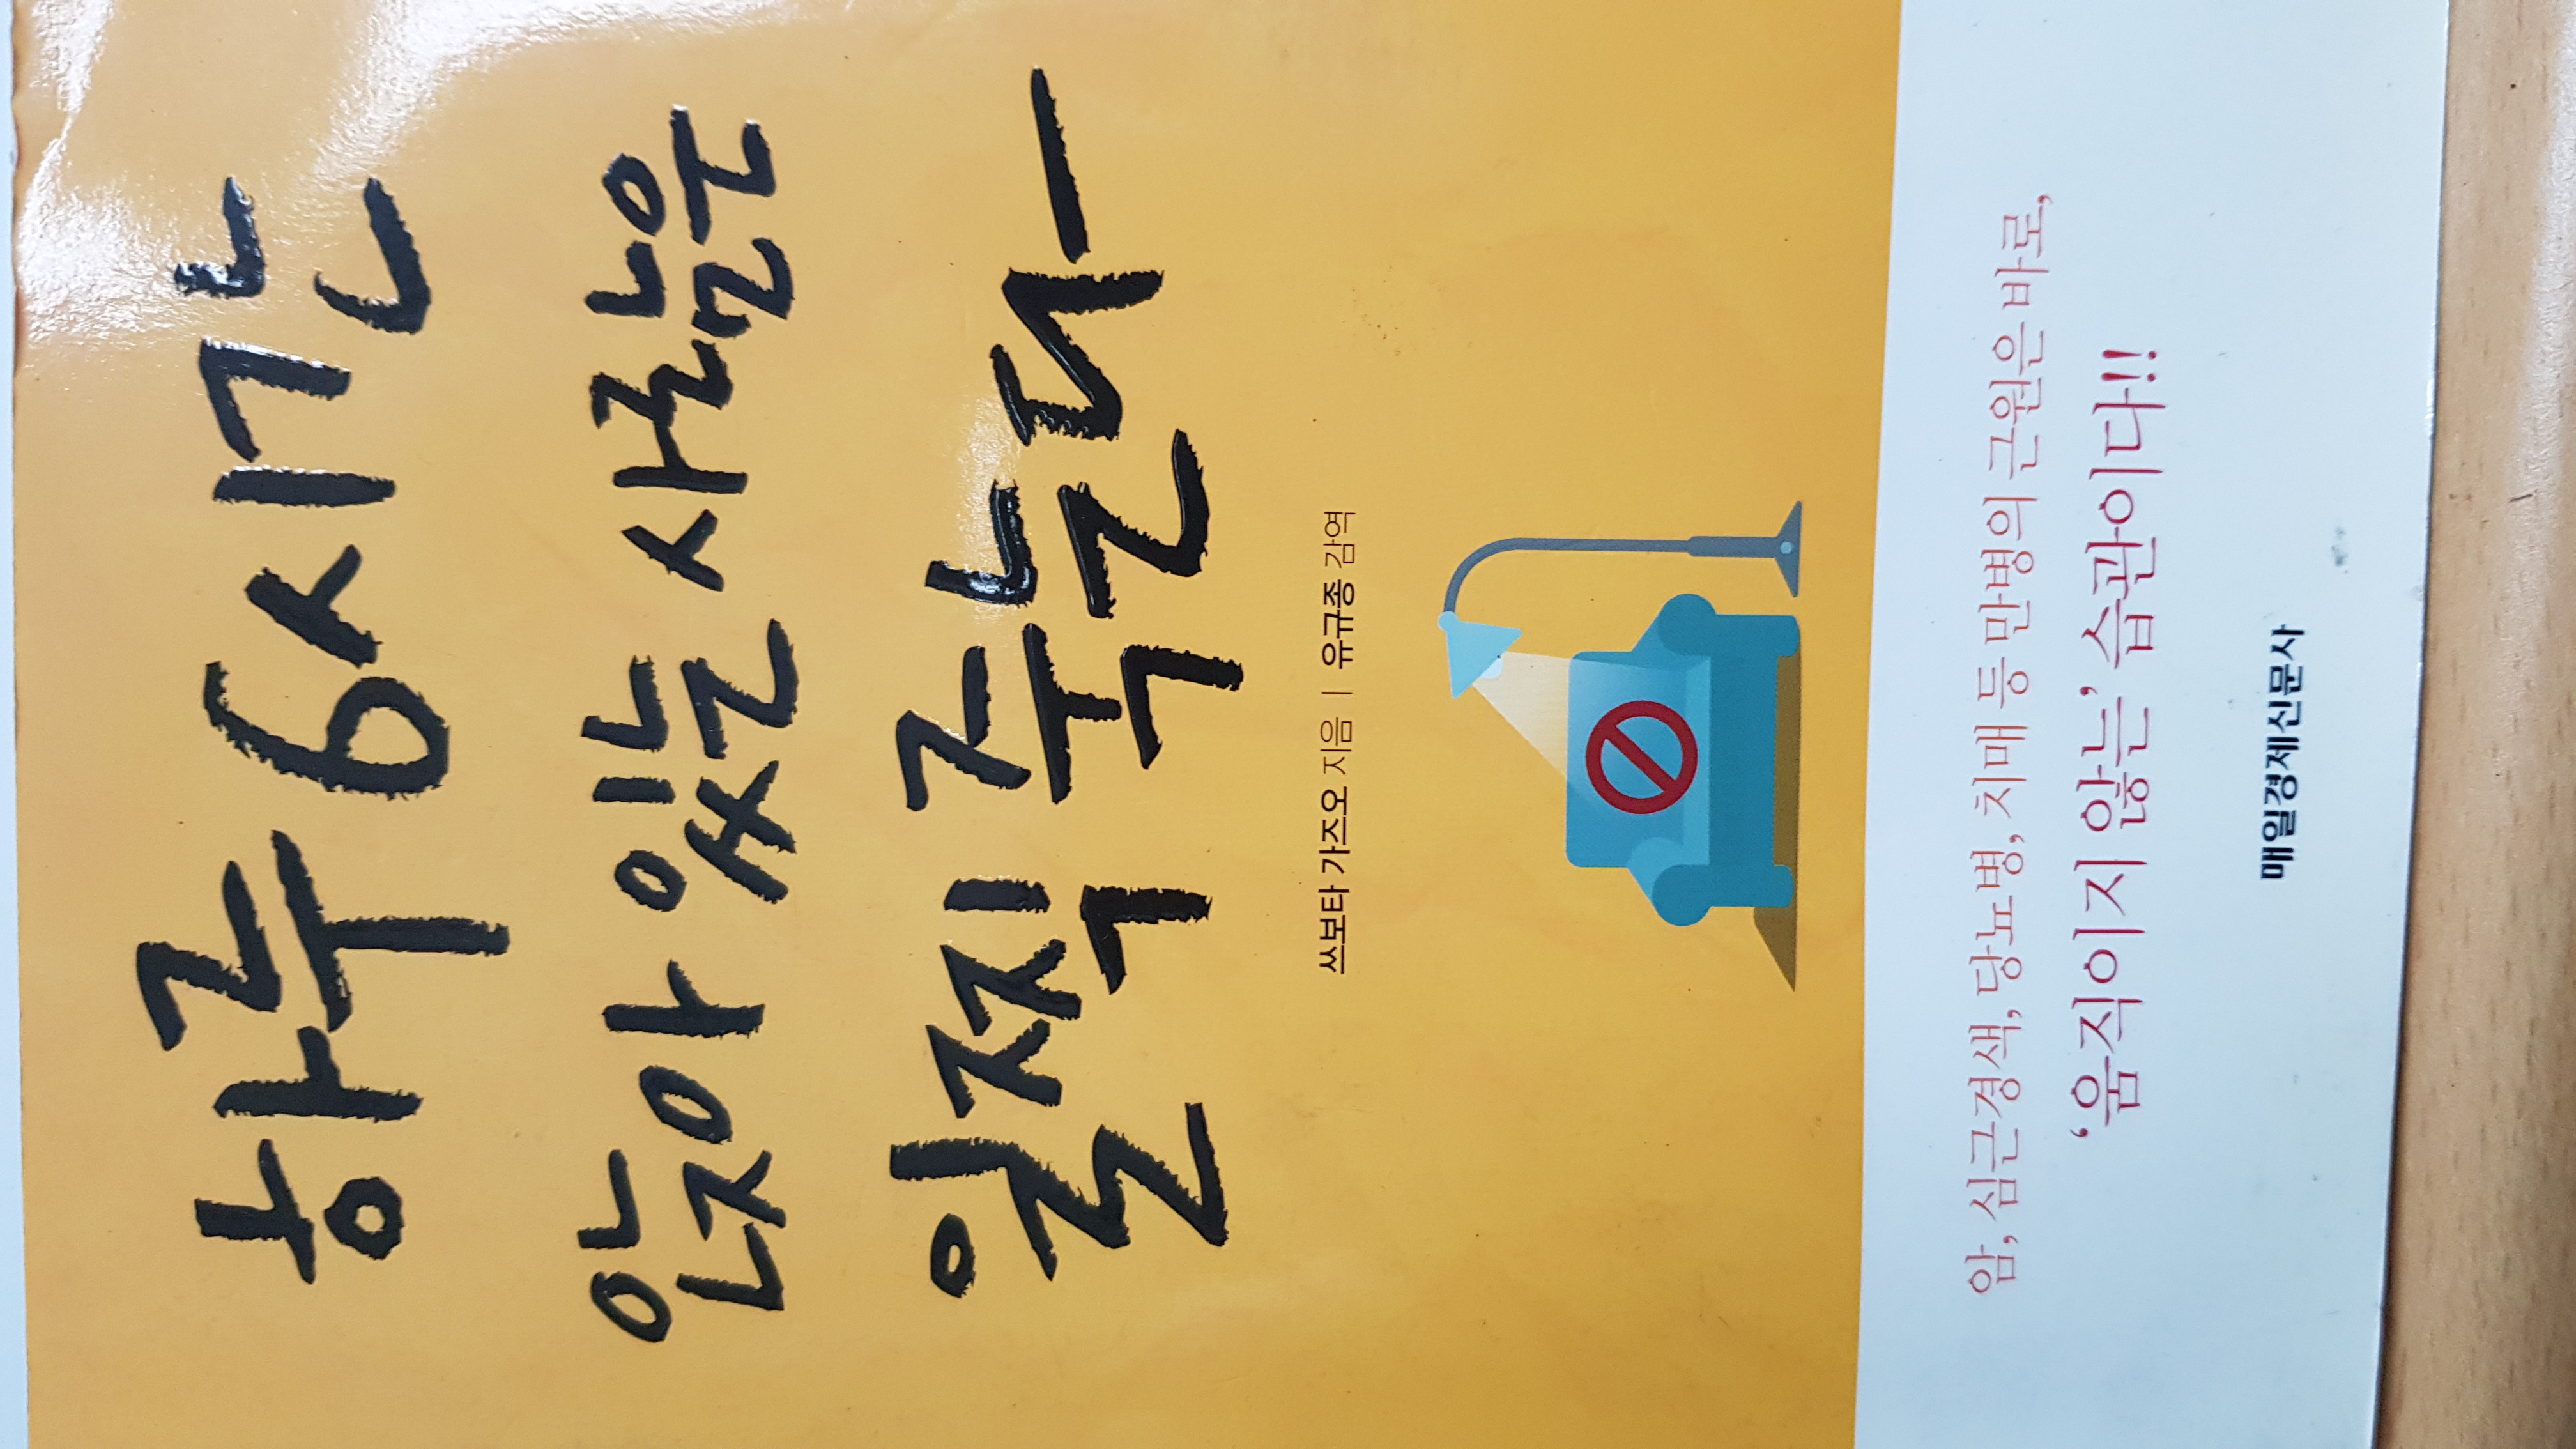 하루 6시간
앉아 있는 사람은
일찍 죽는다
쓰보타 가즈오 지음 | 유규종 감역
암, 심근경색, 당뇨병, 치매 등 만병의 근원은 바로,
‘움직이지 않는’ 습관이다!!
매일경제신문사